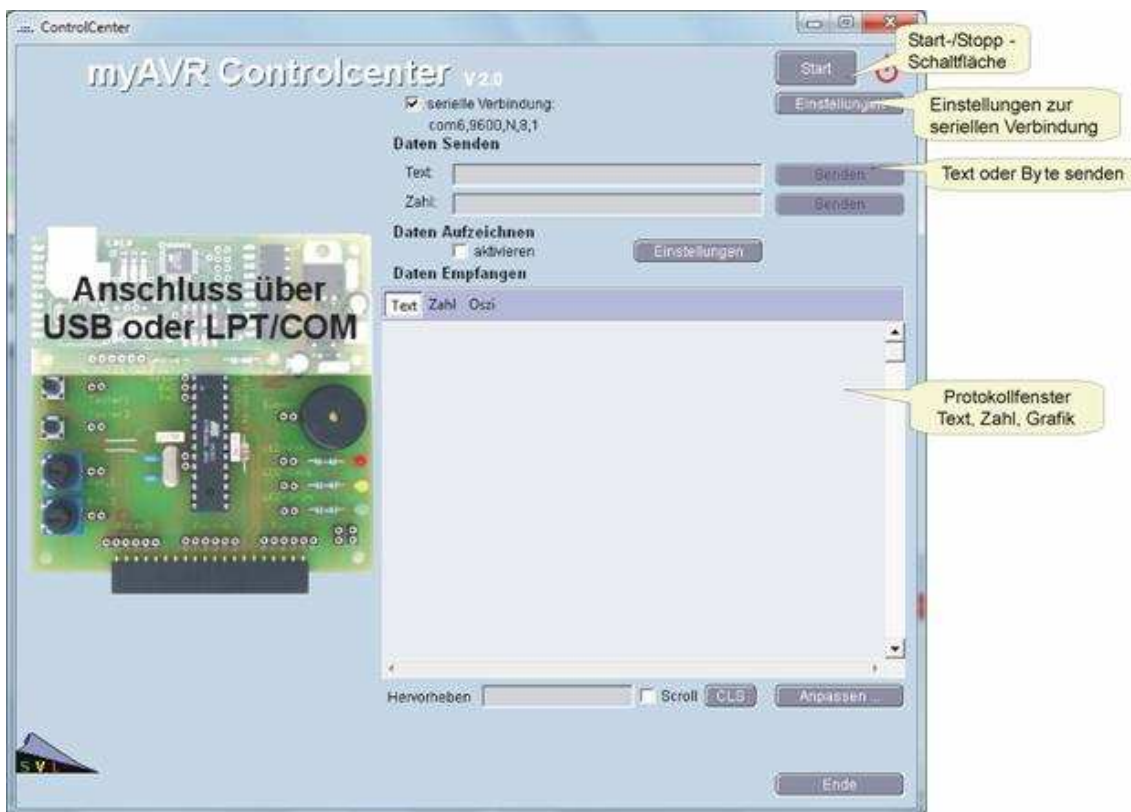 ControlCenter
myAVR Controlcenter V 2.0
Start
Start-/Stopp -
Schaltfläche
serielle Verbindung:
com6,9600,N,8,1
Einstellungen
Einstellungen zur
seriellen Verbindung
Daten Senden
Text:
Senden
Text oder Byte senden
Zahl:
Senden
Daten Aufzeichnen
aktivieren
Einstellungen
Daten Empfangen
Text Zahl Oszi
Anschluss über
USB oder LPT/COM
Protokollfenster
Text, Zahl, Grafik
Hervorheben
Scroll
CLS
Anpassen ...
Ende